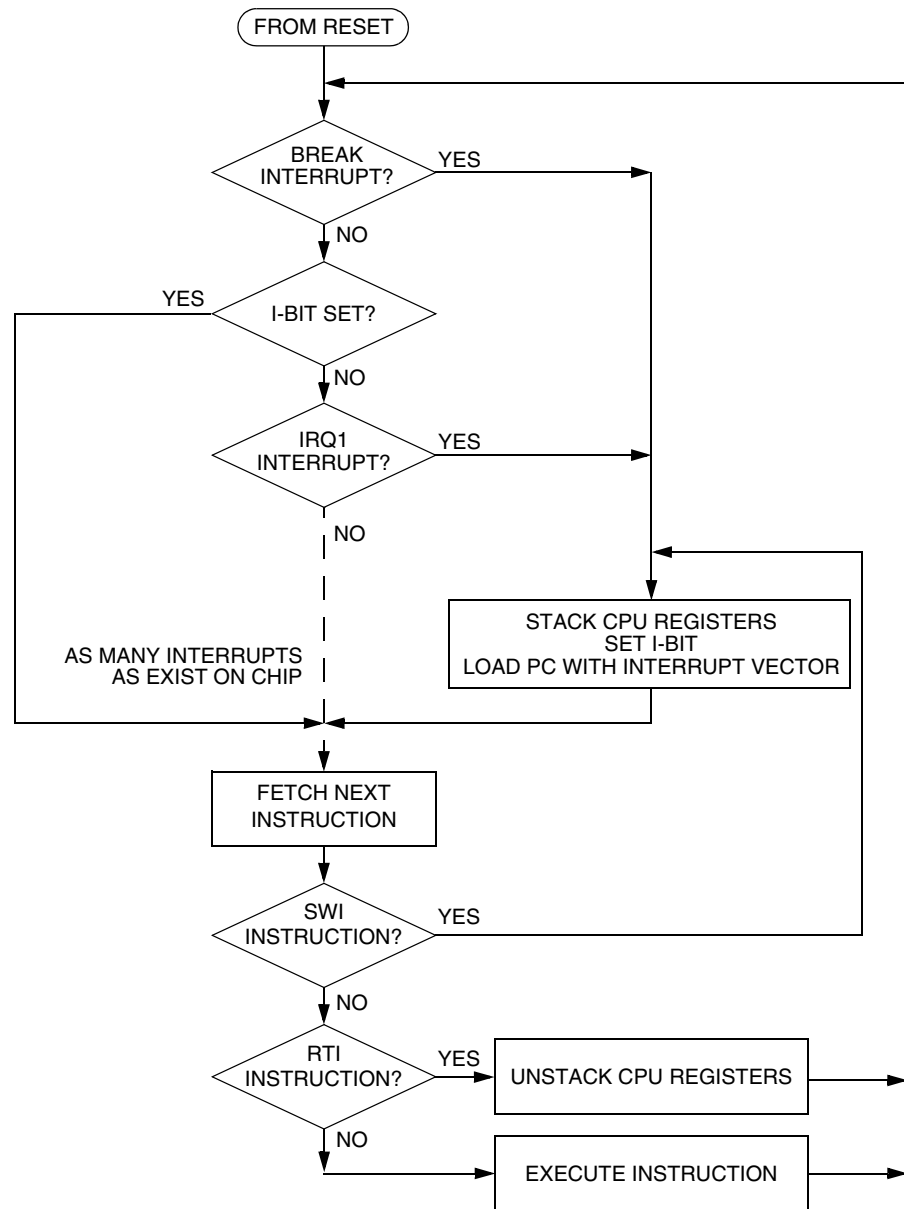 FROM RESET
BREAK
INTERRUPT?
YES
NO
YES
I-BIT SET?
NO
IRQ1
INTERRUPT?
YES
NO
STACK CPU REGISTERS
SET I-BIT
LOAD PC WITH INTERRUPT VECTOR
AS MANY INTERRUPTS
AS EXIST ON CHIP
FETCH NEXT
INSTRUCTION
SWI
INSTRUCTION?
YES
NO
RTI
INSTRUCTION?
YES
UNSTACK CPU REGISTERS
NO
EXECUTE INSTRUCTION